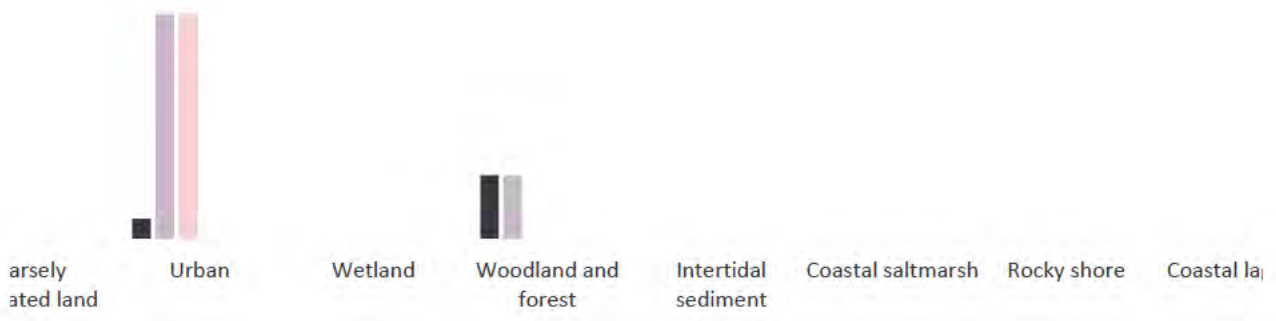 arsely
ated land
Urban
Wetland
Woodland and
forest
Intertidal
sediment
Coastal saltmarsh
Rocky shore
Coastal la